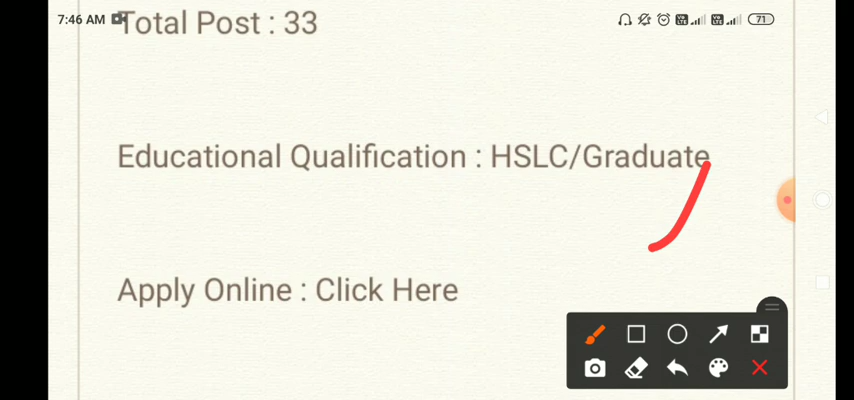 7:46 AM
71
Total Post : 33
Educational Qualification : HSLC/Graduate
Apply Online : Click Here